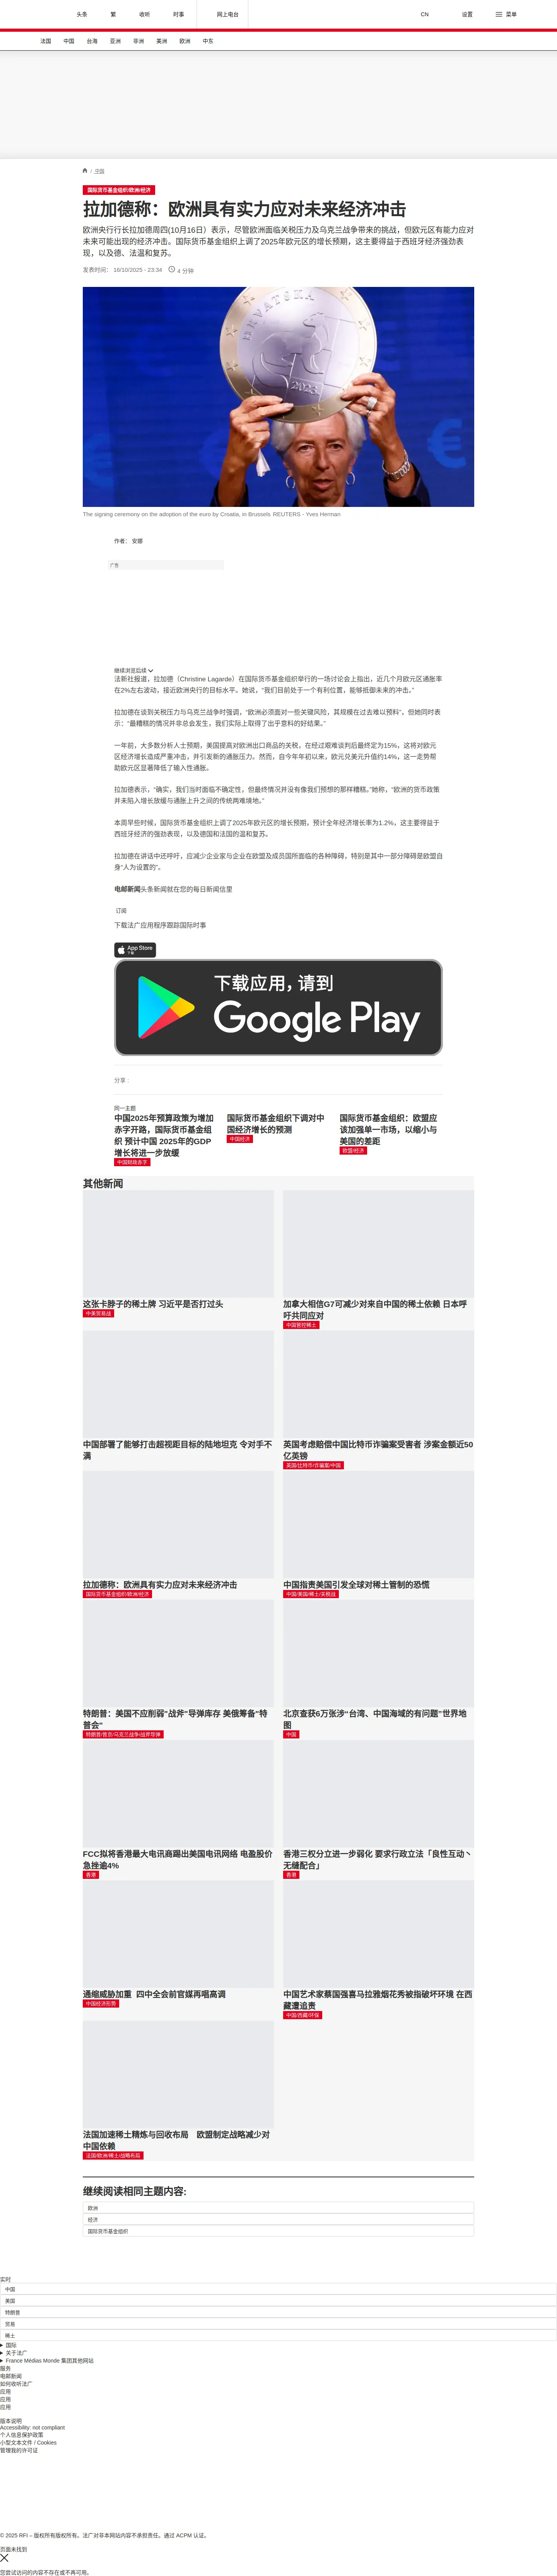 头条
繁
收听
时事
网上电台
CN
设置
菜单
法国
中国
台海
亚洲
非洲
美洲
欧洲
中东
/ 中国
国际货币基金组织/欧洲/经济
拉加德称：欧洲具有实力应对未来经济冲击
欧洲央行行长拉加德周四(10月16日）表示，尽管欧洲面临关税压力及乌克兰战争带来的挑战，但欧元区有能力应对
未来可能出现的经济冲击。国际货币基金组织上调了2025年欧元区的增长预期，这主要得益于西班牙经济强劲表
现，以及德、法温和复苏。
发表时间： 16/10/2025 - 23:34
4 分钟
HRVATSKA
2023
The signing ceremony on the adoption of the euro by Croatia, in Brussels REUTERS - Yves Herman
作者： 安娜
广告
继续浏览后续
法新社报道，拉加德（Christine Lagarde）在国际货币基金组织举行的一场讨论会上指出，近几个月欧元区通胀率
在2%左右波动，接近欧洲央行的目标水平。她说，“我们目前处于一个有利位置，能够抵御未来的冲击。”
拉加德在谈到关税压力与乌克兰战争时强调，“欧洲必须面对一些关键风险，其规模在过去难以预料”，但她同时表
示：“最糟糕的情况并非总会发生，我们实际上取得了出乎意料的好结果。”
一年前，大多数分析人士预期，美国提高对欧洲出口商品的关税，在经过艰难谈判后最终定为15%，这将对欧元
区经济增长造成严重冲击，并引发新的通胀压力。然而，自今年年初以来，欧元兑美元升值约14%，这一走势帮
助欧元区显著降低了输入性通胀。
拉加德表示，“确实，我们当时面临不确定性，但最终情况并没有像我们预想的那样糟糕。”她称，“欧洲的货币政策
并未陷入增长放缓与通胀上升之间的传统两难境地。”
本周早些时候，国际货币基金组织上调了2025年欧元区的增长预期，预计全年经济增长率为1.2%，这主要得益于
西班牙经济的强劲表现，以及德国和法国的温和复苏。
拉加德在讲话中还呼吁，应减少企业家与企业在欧盟及成员国所面临的各种障碍，特别是其中一部分障碍是欧盟自
身“人为设置的”。
电邮新闻头条新闻就在您的每日新闻信里
订阅
下载法广应用程序跟踪国际时事
App Store
下载
下载应用，请到
Google Play
分享 :
同一主题
中国2025年预算政策为增加
赤字开路，国际货币基金组
织 预计中国 2025年的GDP
增长将进一步放缓
中国财政赤字
国际货币基金组织下调对中
国经济增长的预测
中国经济
国际货币基金组织：欧盟应
该加强单一市场，以缩小与
美国的差距
欧盟/经济
其他新闻
这张卡脖子的稀土牌 习近平是否打过头
中美贸易战
加拿大相信G7可减少对来自中国的稀土依赖 日本呼
吁共同应对
中国管控稀土
中国部署了能够打击超视距目标的陆地坦克 令对手不
满
英国考虑赔偿中国比特币诈骗案受害者 涉案金额近50
亿英镑
英国/比特币/诈骗案/中国
拉加德称：欧洲具有实力应对未来经济冲击
国际货币基金组织/欧洲/经济
中国指责美国引发全球对稀土管制的恐慌
中国/美国/稀土/关税战
特朗普：美国不应削弱"战斧"导弹库存 美俄筹备"特
普会"
特朗普/普京/乌克兰战争/战斧导弹
北京查获6万张涉“台湾、中国海域的有问题”世界地
图
中国
FCC拟将香港最大电讯商踢出美国电讯网络 电盈股价
急挫逾4%
香港
香港三权分立进一步弱化 要求行政立法「良性互动丶
无缝配合」
香港
通缩威胁加重 四中全会前官媒再唱高调
中国经济形势
中国艺术家蔡国强喜马拉雅烟花秀被指破坏环境 在西
藏遭追责
中国/西藏/环保
法国加速稀土精炼与回收布局 欧盟制定战略减少对
中国依赖
法国/欧洲/稀土/战略布局
继续阅读相同主题内容:
欧洲
经济
国际货币基金组织
实时
中国
美国
特朗普
贸易
稀土
国际
关于法广
France Médias Monde 集团其他网站
服务
电邮新闻
如何收听法广
应用
应用
应用
版本说明
Accessibility: not compliant
个人信息保护政策
小型文本文件 / Cookies
管理我的许可证
© 2025 RFI – 版权所有版权所有。法广对非本网站内容不承担责任。通过 ACPM 认证。
页面未找到
您尝试访问的内容不存在或不再可用。